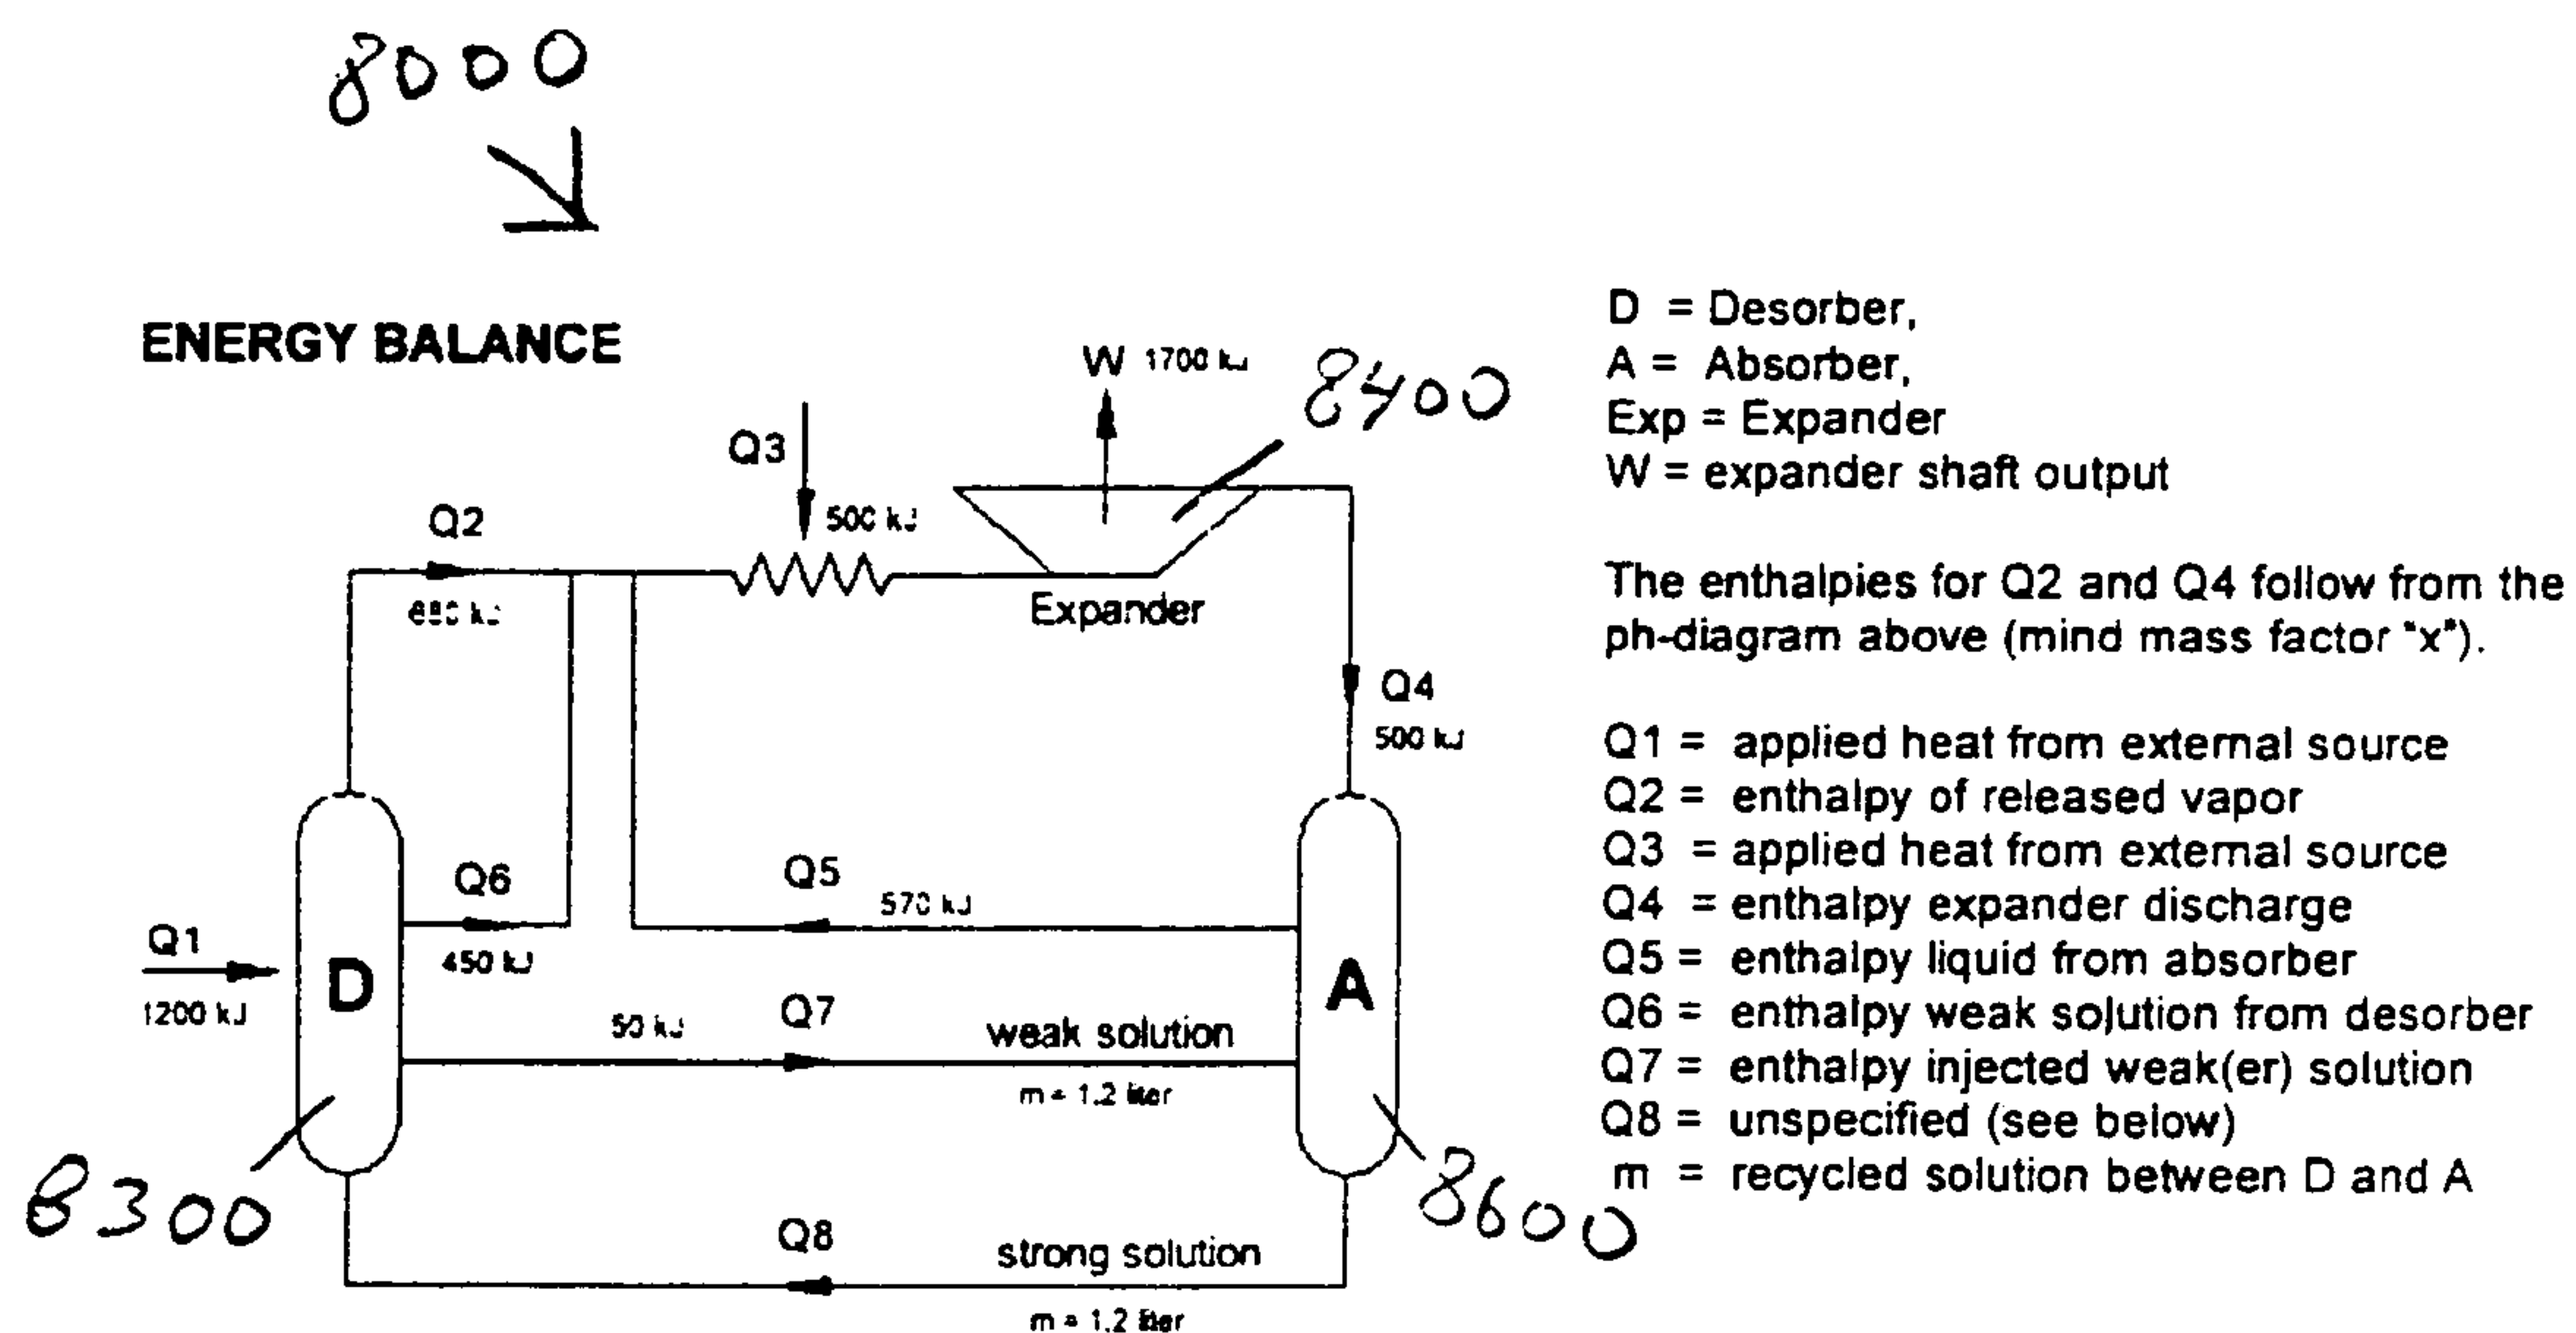 8000
ENERGY BALANCE
W 1700 kJ
8400
Q3
500 kJ
Q2
Expander
Q4
500 kJ
Q6
450 kJ
Q5
570 kJ
Q1
1200 kJ
D
A
50 kJ
Q7
weak solution
m = 1.2 liter
8300
8600
Q8
strong solution
m = 1.2 liter
D = Desorber,
A = Absorber,
Exp = Expander
W = expander shaft output
The enthalpies for Q2 and Q4 follow from the
ph-diagram above (mind mass factor "x").
Q1 = applied heat from external source
Q2 = enthalpy of released vapor
Q3 = applied heat from external source
Q4 = enthalpy expander discharge
Q5 = enthalpy liquid from absorber
Q6 = enthalpy weak solution from desorber
Q7 = enthalpy injected weak(er) solution
Q8 = unspecified (see below)
m = recycled solution between D and A